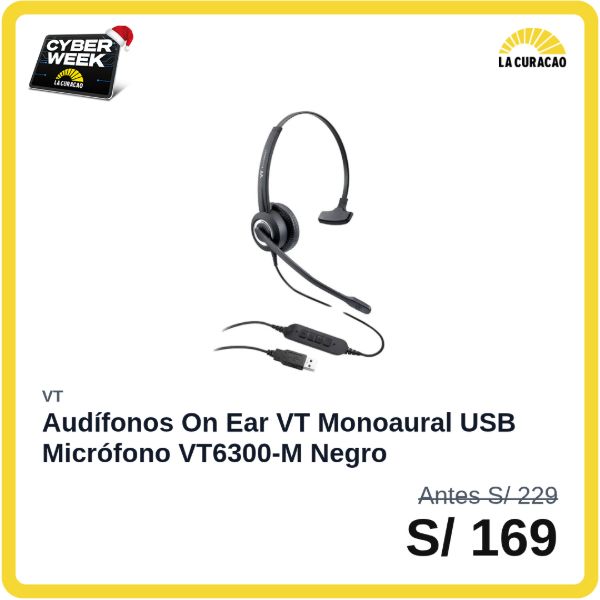 CYBER
WEEK
LA CURACAO
LA CURACAO
VT
VT
Audífonos On Ear VT Monoaural USB
Micrófono VT6300-M Negro
Antes S/ 229
S/ 169